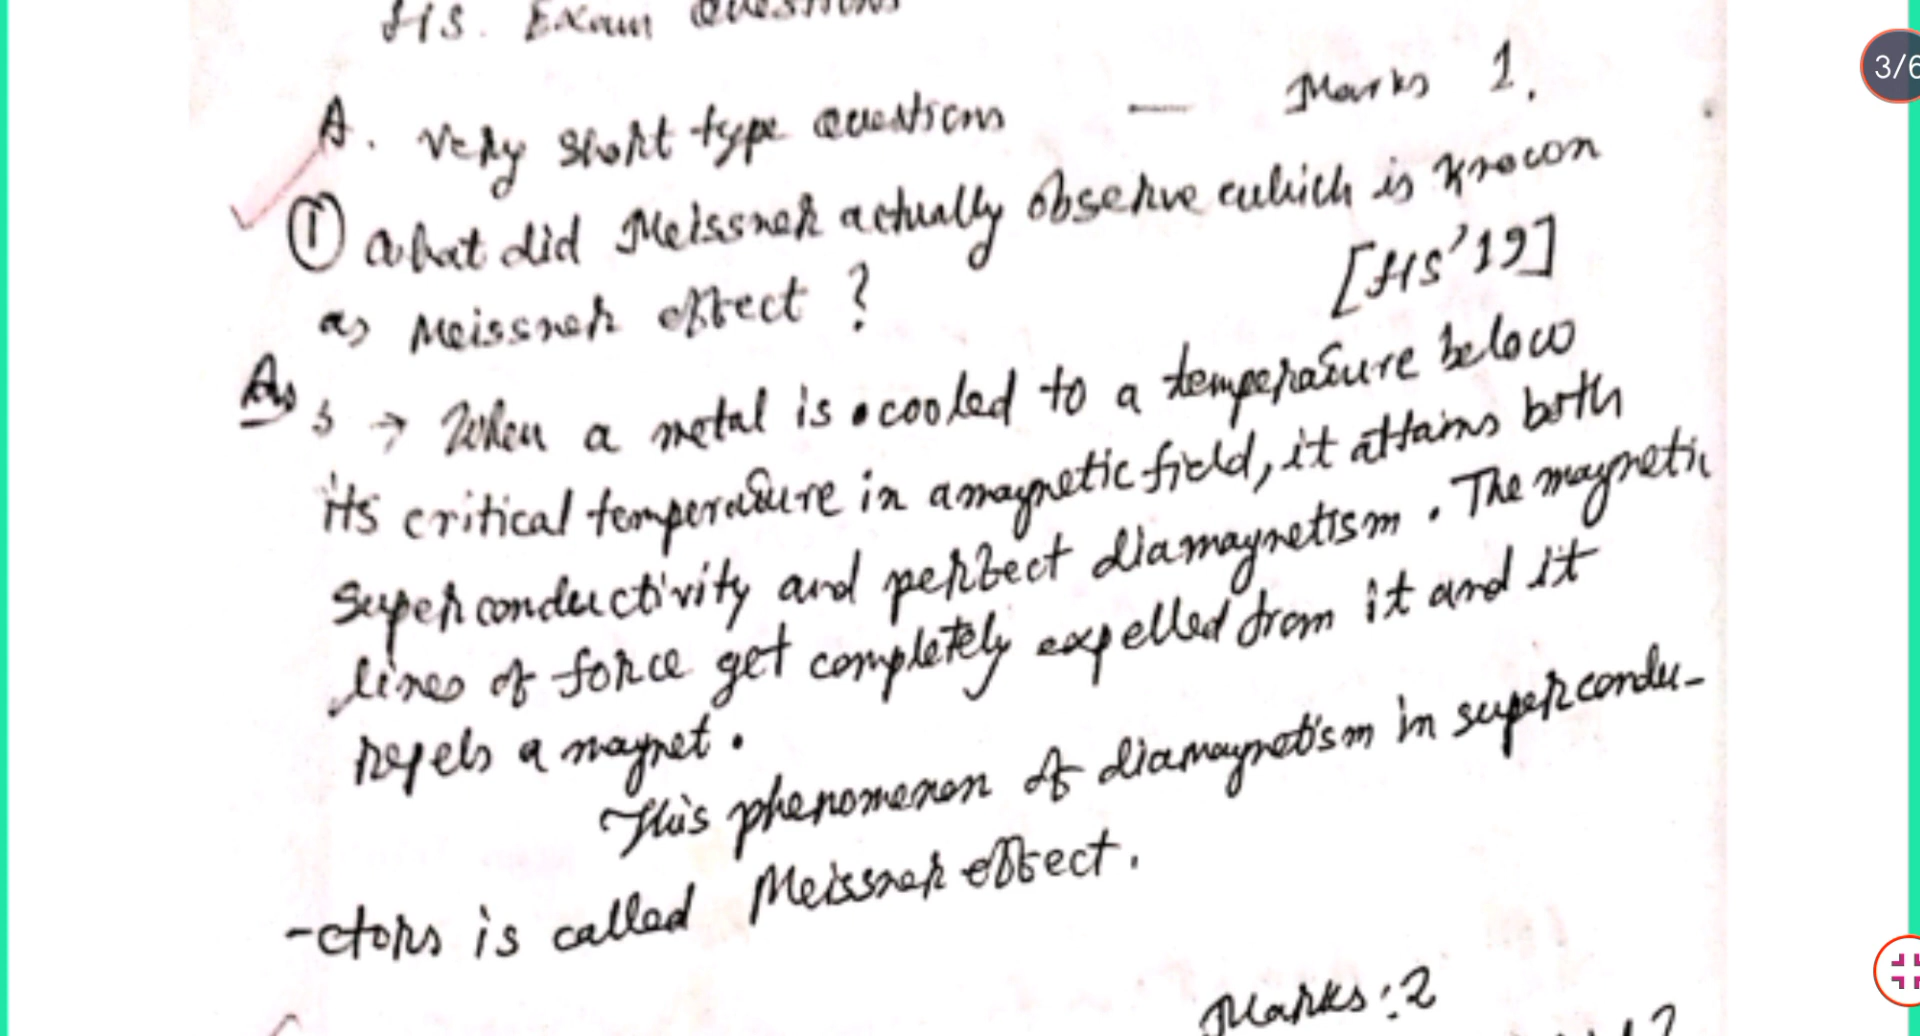 HS. Exam Questions
3/6
A. Very short type Questions — Marks 1.
① What did Meissner actually observe which is known
as Meissner effect ? [HS'19]
Ans → When a metal is cooled to a temperature below
its critical temperature in a magnetic field, it attains both
superconductivity and perfect diamagnetism. The magnetic
lines of force get completely expelled from it and it
repels a magnet.
This phenomenon of diamagnetism in supercondu-
-ctors is called Meissner effect.
Marks:2